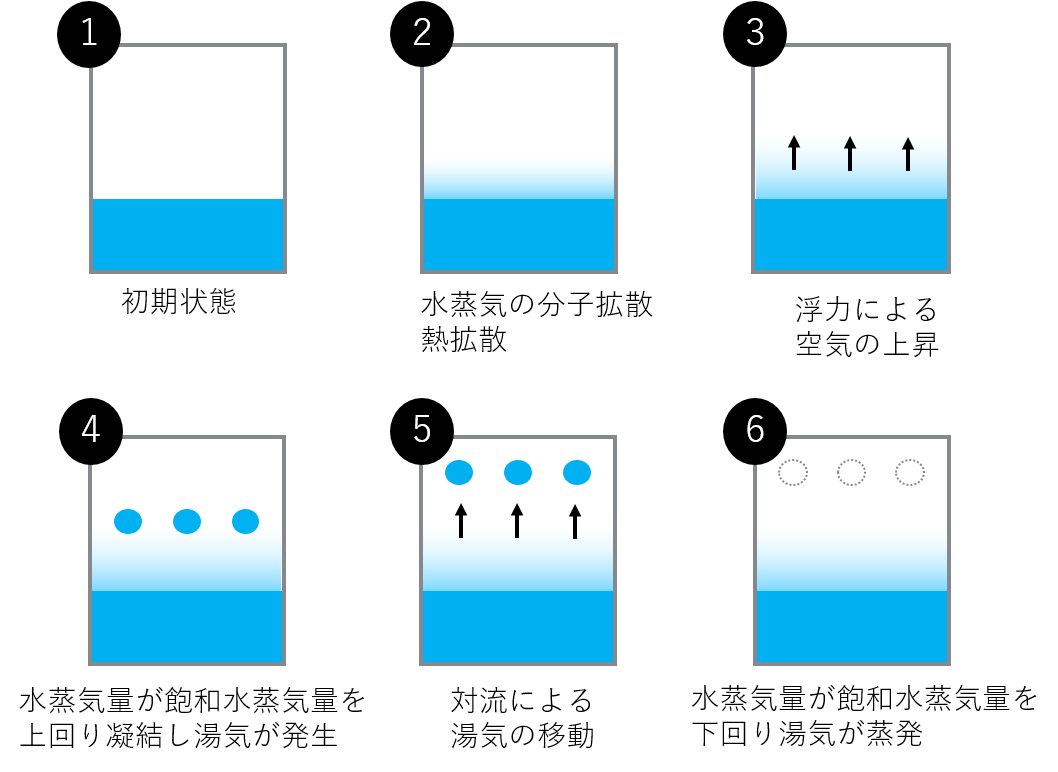 1
2
3
初期状態
水蒸気の分子拡散
熱拡散
浮力による
空気の上昇
4
5
6
水蒸気量が飽和水蒸気量を
上回り凝結し湯気が発生
対流による
湯気の移動
水蒸気量が飽和水蒸気量を
下回り湯気が蒸発